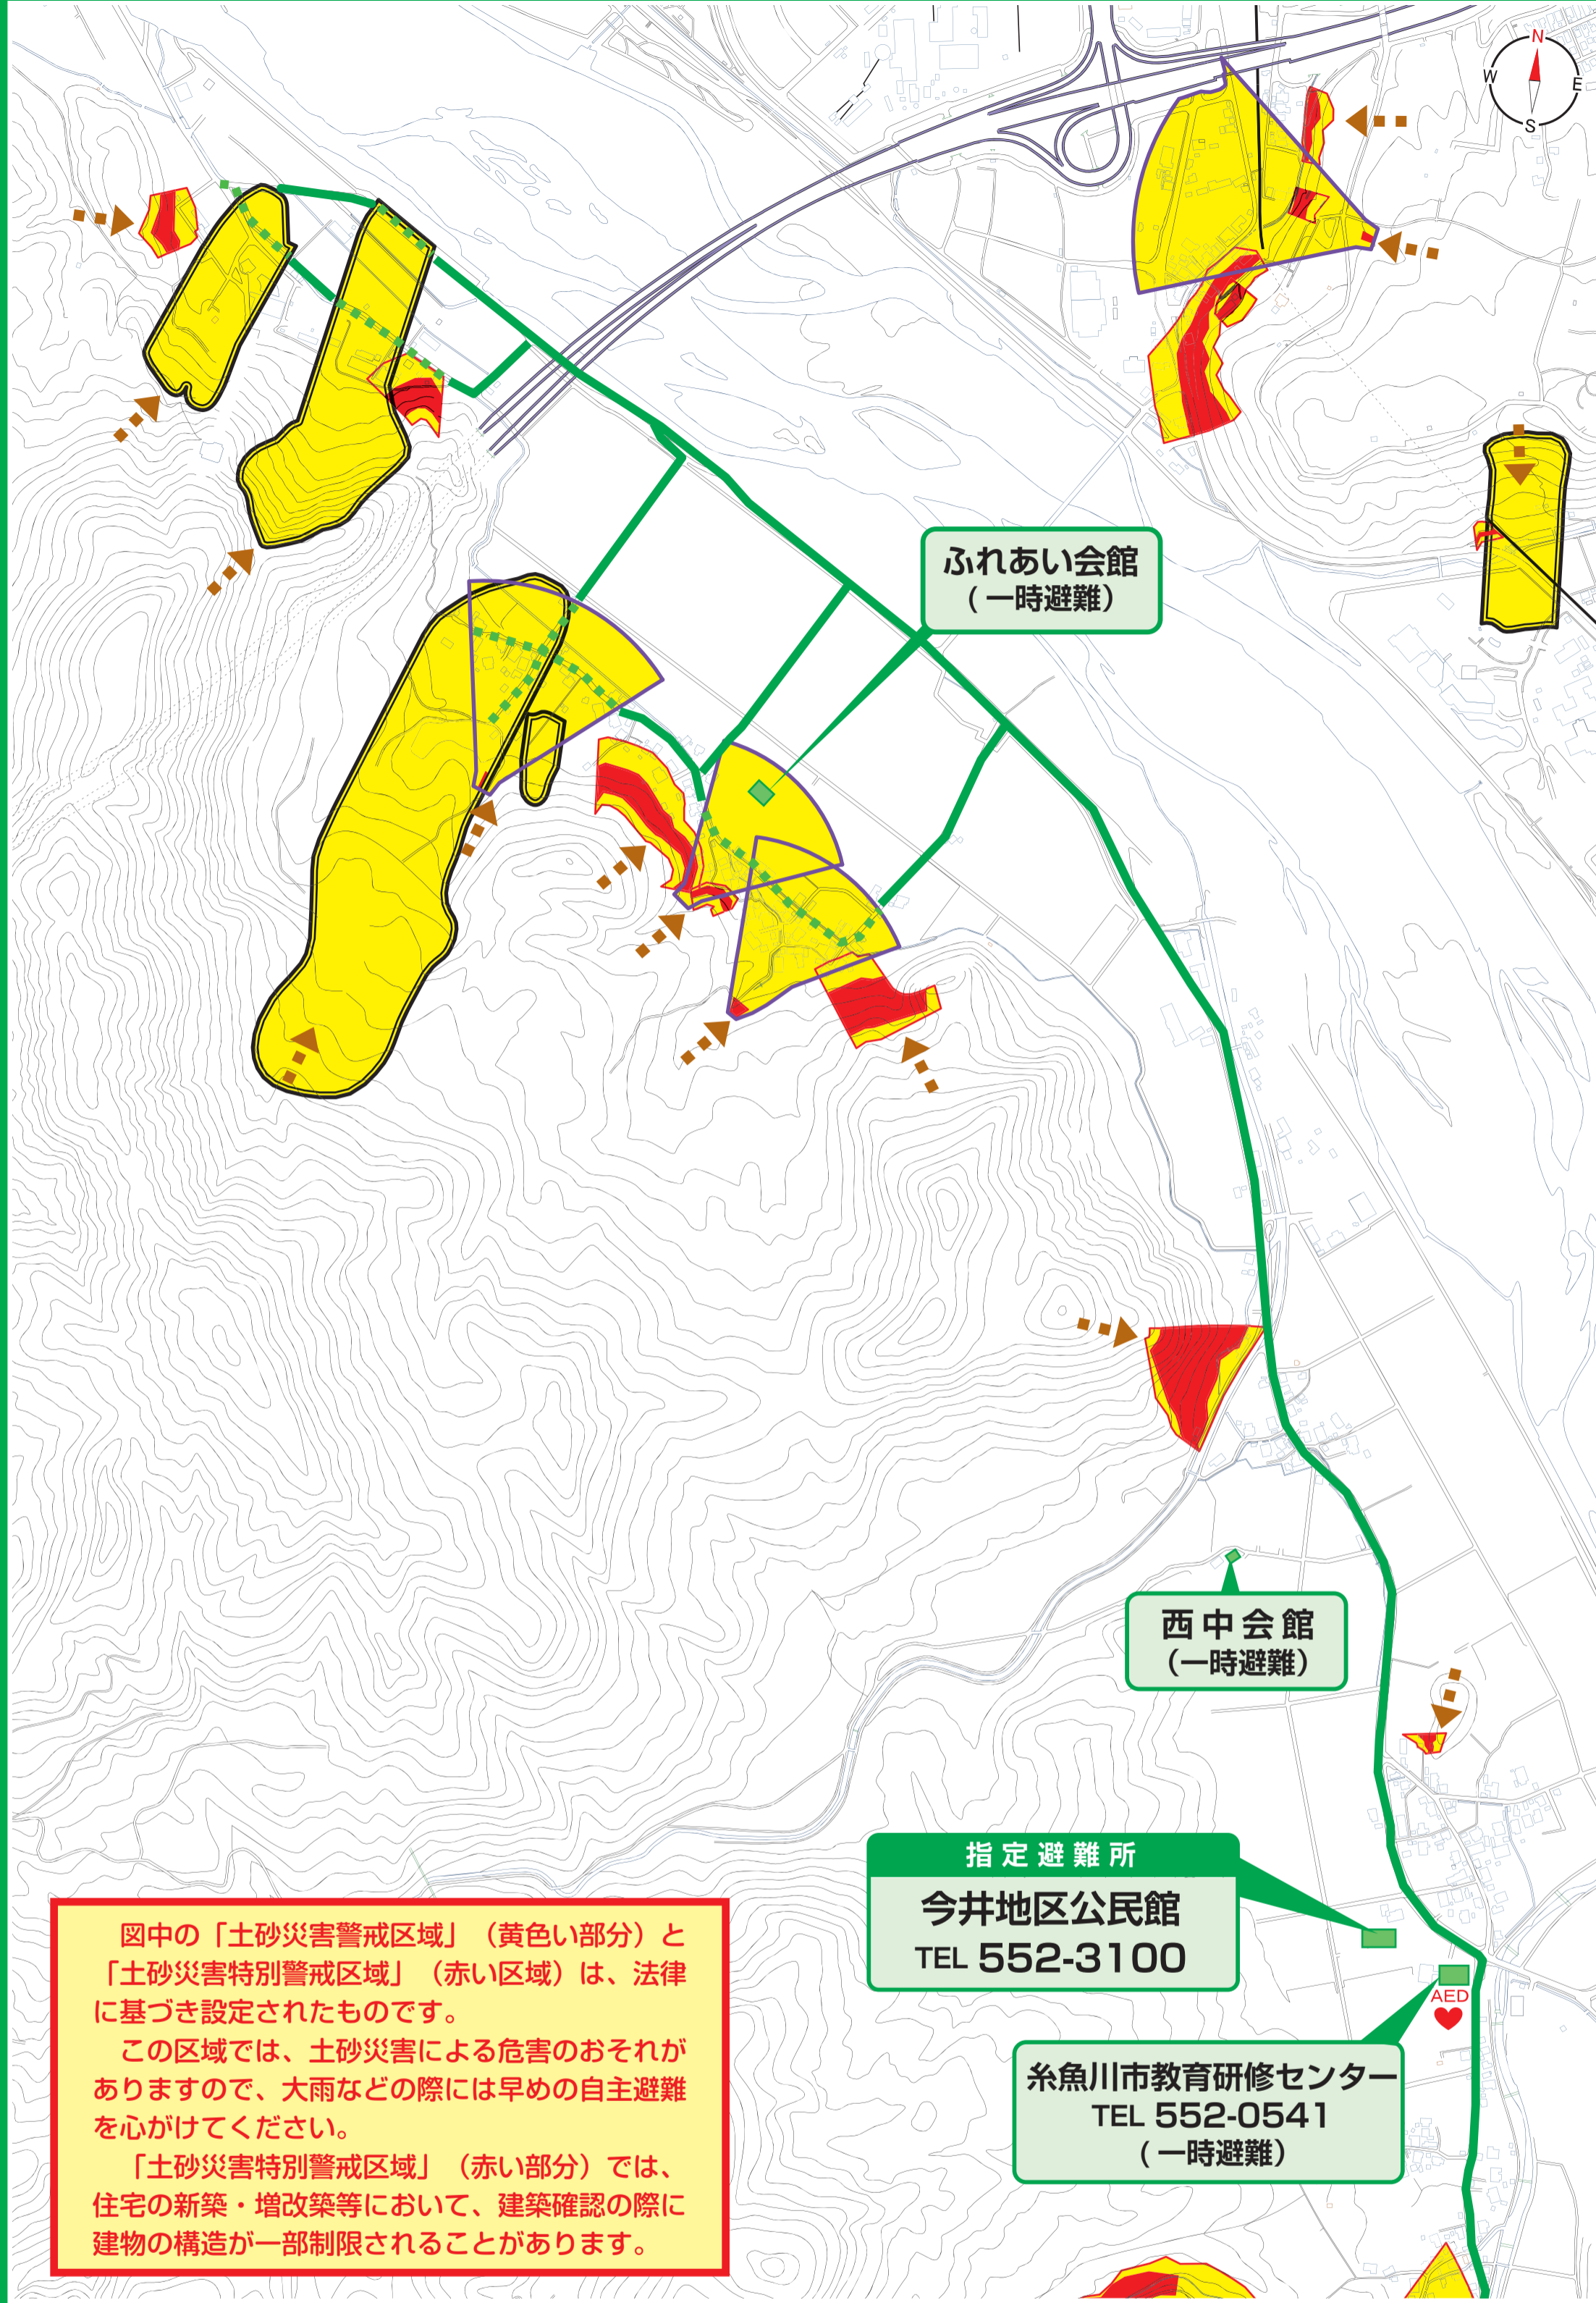 N
W
E
S
ふれあい会館
(一時避難)
西中会館
(一時避難)
指定避難所
今井地区公民館
TEL 552-3100
AED
糸魚川市教育研修センター
TEL 552-0541
(一時避難)
図中の「土砂災害警戒区域」(黄色い部分)と
「土砂災害特別警戒区域」(赤い区域)は、法律
に基づき設定されたものです。
この区域では、土砂災害による危害のおそれが
ありますので、大雨などの際には早めの自主避難
を心がけてください。
「土砂災害特別警戒区域」(赤い部分)では、
住宅の新築・増改築等において、建築確認の際に
建物の構造が一部制限されることがあります。